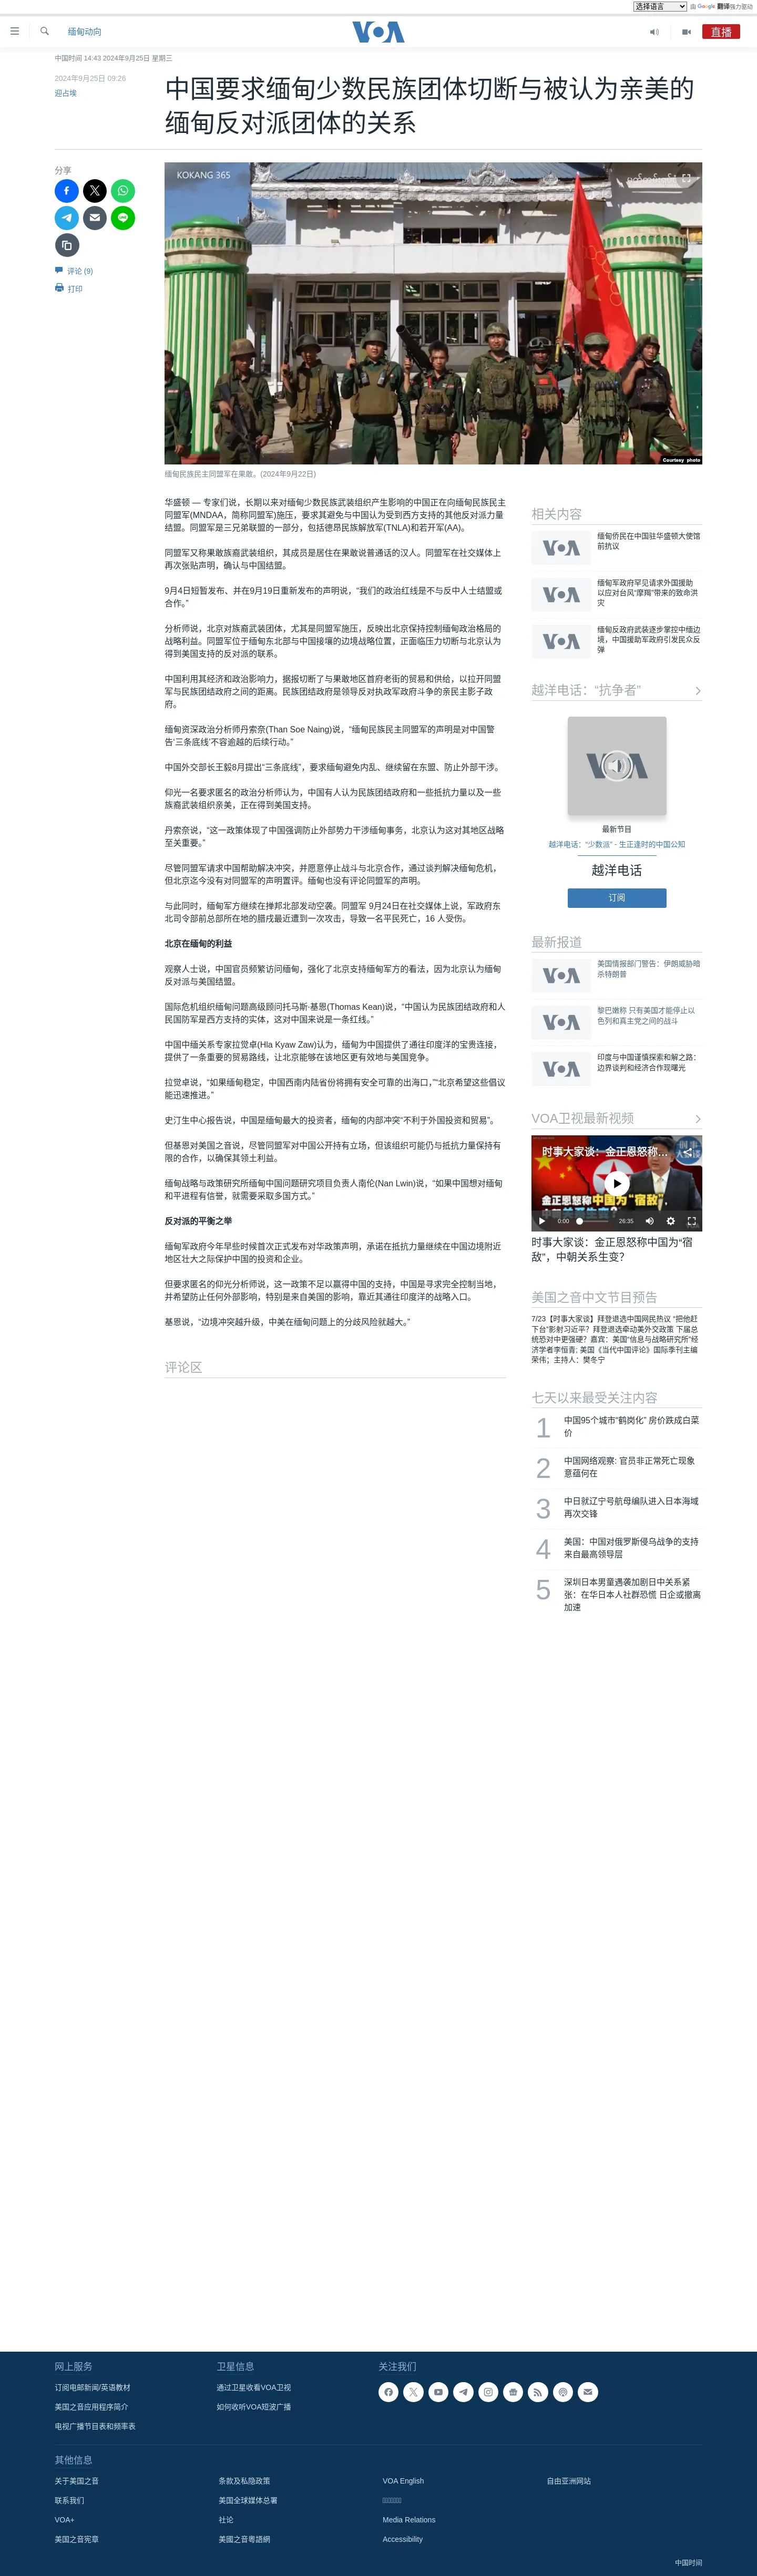 选择语言 由 Google 翻译强力驱动
缅甸动向
VOA
直播
中国时间 14:43 2024年9月25日 星期三
2024年9月25日 09:26
迎占埃
中国要求缅甸少数民族团体切断与被认为亲美的
缅甸反对派团体的关系
分享
评论 (9)
打印
KOKANG 365
Courtesy photo
缅甸民族民主同盟军在果敢。(2024年9月22日)
华盛顿 — 专家们说，长期以来对缅甸少数民族武装组织产生影响的中国正在向缅甸民族民主
同盟军(MNDAA，简称同盟军)施压，要求其避免与中国认为受到西方支持的其他反对派力量
结盟。同盟军是三兄弟联盟的一部分，包括德昂民族解放军(TNLA)和若开军(AA)。
同盟军又称果敢族裔武装组织，其成员是居住在果敢说普通话的汉人。同盟军在社交媒体上
再次张贴声明，确认与中国结盟。
9月4日短暂发布、并在9月19日重新发布的声明说，“我们的政治红线是不与反中人士结盟或
合作。”
分析师说，北京对族裔武装团体，尤其是同盟军施压，反映出北京保持控制缅甸政治格局的
战略利益。同盟军位于缅甸东北部与中国接壤的边境战略位置，正面临压力切断与北京认为
得到美国支持的反对派的联系。
中国利用其经济和政治影响力，据报切断了与果敢地区首府老街的贸易和供给，以拉开同盟
军与民族团结政府之间的距离。民族团结政府是领导反对执政军政府斗争的亲民主影子政
府。
缅甸资深政治分析师丹索奈(Than Soe Naing)说，“缅甸民族民主同盟军的声明是对中国警
告‘三条底线’不容逾越的后续行动。”
中国外交部长王毅8月提出“三条底线”，要求缅甸避免内乱、继续留在东盟、防止外部干涉。
仰光一名要求匿名的政治分析师认为，中国有人认为民族团结政府和一些抵抗力量以及一些
族裔武装组织亲美，正在得到美国支持。
丹索奈说，“这一政策体现了中国强调防止外部势力干涉缅甸事务，北京认为这对其地区战略
至关重要。”
尽管同盟军请求中国帮助解决冲突，并愿意停止战斗与北京合作，通过谈判解决缅甸危机，
但北京迄今没有对同盟军的声明置评。缅甸也没有评论同盟军的声明。
与此同时，缅甸军方继续在掸邦北部发动空袭。同盟军 9月24日在社交媒体上说，军政府东
北司令部前总部所在地的腊戌最近遭到一次攻击，导致一名平民死亡，16 人受伤。
北京在缅甸的利益
观察人士说，中国官员频繁访问缅甸，强化了北京支持缅甸军方的看法，因为北京认为缅甸
反对派与美国结盟。
国际危机组织缅甸问题高级顾问托马斯·基恩(Thomas Kean)说，“中国认为民族团结政府和人
民国防军是西方支持的实体，这对中国来说是一条红线。”
中国中缅关系专家拉觉卓(Hla Kyaw Zaw)认为，缅甸为中国提供了通往印度洋的宝贵连接，
提供了一条重要的贸易路线，让北京能够在该地区更有效地与美国竞争。
拉觉卓说，“如果缅甸稳定，中国西南内陆省份将拥有安全可靠的出海口，”“北京希望这些倡议
能迅速推进。”
史汀生中心报告说，中国是缅甸最大的投资者，缅甸的内部冲突“不利于外国投资和贸易”。
但基恩对美国之音说，尽管同盟军对中国公开持有立场，但该组织可能仍与抵抗力量保持有
限的合作，以确保其领土利益。
缅甸战略与政策研究所缅甸中国问题研究项目负责人南伦(Nan Lwin)说，“如果中国想对缅甸
和平进程有信誉，就需要采取多国方式。”
反对派的平衡之举
缅甸军政府今年早些时候首次正式发布对华政策声明，承诺在抵抗力量继续在中国边境附近
地区壮大之际保护中国的投资和企业。
但要求匿名的仰光分析师说，这一政策不足以赢得中国的支持，中国是寻求完全控制当地，
并希望防止任何外部影响，特别是来自美国的影响，靠近其通往印度洋的战略入口。
基恩说，“边境冲突越升级，中美在缅甸问题上的分歧风险就越大。”
评论区
相关内容
VOA
缅甸侨民在中国驻华盛顿大使馆
前抗议
VOA
缅甸军政府罕见请求外国援助
以应对台风“摩羯”带来的致命洪
灾
VOA
缅甸反政府武装逐步掌控中缅边
境，中国援助军政府引发民众反
弹
越洋电话：“抗争者”
VOA
最新节目
越洋电话：“少数派” - 生正逢时的中国公知
越洋电话
订阅
最新报道
VOA
美国情报部门警告：伊朗威胁暗
杀特朗普
VOA
黎巴嫩称 只有美国才能停止以
色列和真主党之间的战斗
VOA
印度与中国谨慎探索和解之路：
边界谈判和经济合作现曙光
VOA卫视最新视频
时事大家谈：金正恩怒称...
金正恩怒称中国为“宿敌”，
0:00 26:35
时事大家谈：金正恩怒称中国为“宿
敌”，中朝关系生变？
美国之音中文节目预告
7/23【时事大家谈】拜登退选中国网民热议 “把他赶
下台”影射习近平？拜登退选牵动美外交政策 下届总
统恐对中更强硬？嘉宾：美国“信息与战略研究所”经
济学者李恒青; 美国《当代中国评论》国际季刊主编
荣伟；主持人：樊冬宁
七天以来最受关注内容
1 中国95个城市“鹤岗化” 房价跌成白菜
价
2 中国网络观察: 官员非正常死亡现象
意蕴何在
3 中日就辽宁号航母编队进入日本海域
再次交锋
4 美国：中国对俄罗斯侵乌战争的支持
来自最高领导层
5 深圳日本男童遇袭加剧日中关系紧
张：在华日本人社群恐慌 日企或撤离
加速
网上服务
订阅电邮新闻/英语教材
美国之音应用程序简介
电视广播节目表和频率表
卫星信息
通过卫星收看VOA卫视
如何收听VOA短波广播
关注我们
其他信息
关于美国之音
联系我们
VOA+
美国之音宪章
条款及私隐政策
美国全球媒体总署
社论
美國之音粵語網
VOA English
Media Relations
Accessibility
自由亚洲网站
中国时间